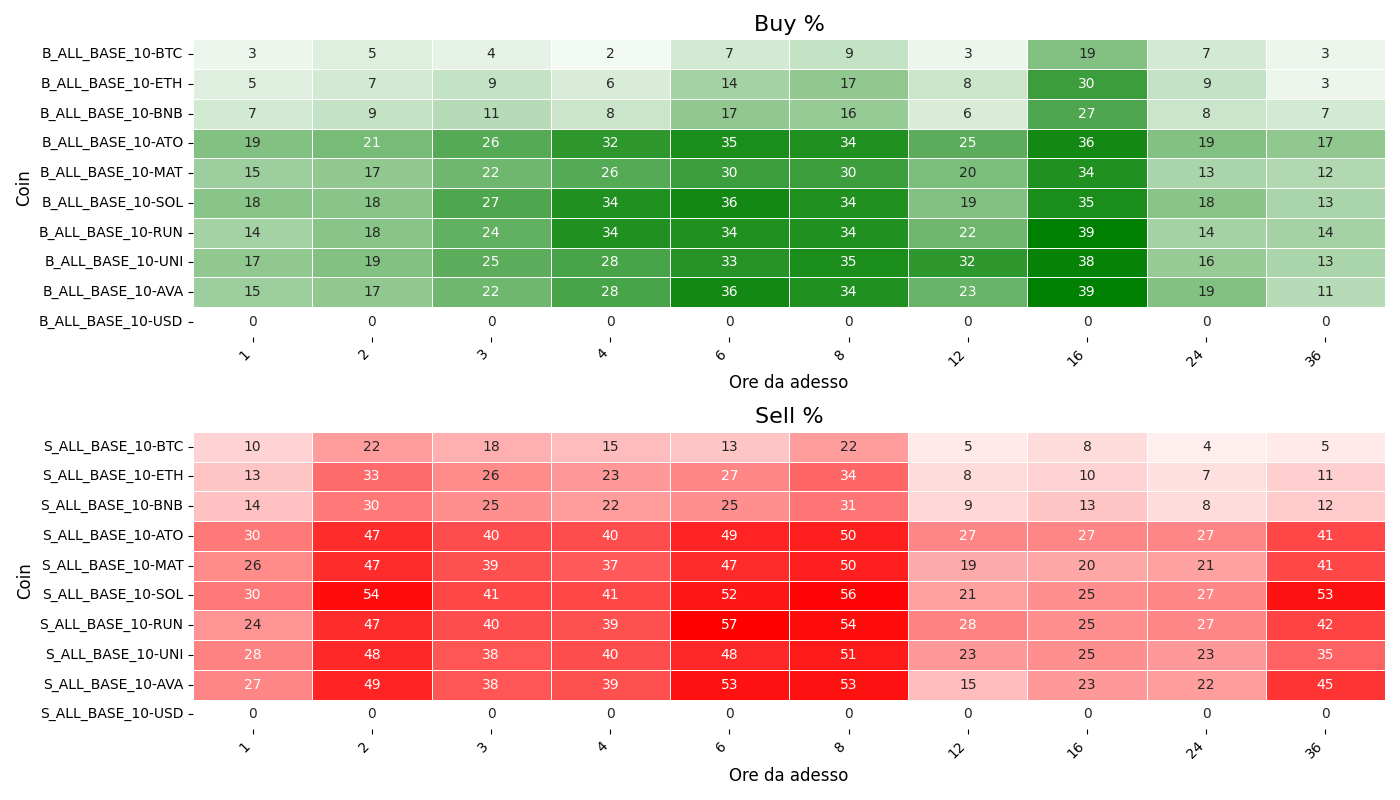 Buy %
Coin
B_ALL_BASE_10-BTC 3 5 4 2 7 9 3 19 7 3
B_ALL_BASE_10-ETH 5 7 9 6 14 17 8 30 9 3
B_ALL_BASE_10-BNB 7 9 11 8 17 16 6 27 8 7
B_ALL_BASE_10-ATO 19 21 26 32 35 34 25 36 19 17
B_ALL_BASE_10-MAT 15 17 22 26 30 30 20 34 13 12
B_ALL_BASE_10-SOL 18 18 27 34 36 34 19 35 18 13
B_ALL_BASE_10-RUN 14 18 24 34 34 34 22 39 14 14
B_ALL_BASE_10-UNI 17 19 25 28 33 35 32 38 16 13
B_ALL_BASE_10-AVA 15 17 22 28 36 34 23 39 19 11
B_ALL_BASE_10-USD 0 0 0 0 0 0 0 0 0 0
1 2 3 4 6 8 12 16 24 36
Ore da adesso
Sell %
Coin
S_ALL_BASE_10-BTC 10 22 18 15 13 22 5 8 4 5
S_ALL_BASE_10-ETH 13 33 26 23 27 34 8 10 7 11
S_ALL_BASE_10-BNB 14 30 25 22 25 31 9 13 8 12
S_ALL_BASE_10-ATO 30 47 40 40 49 50 27 27 27 41
S_ALL_BASE_10-MAT 26 47 39 37 47 50 19 20 21 41
S_ALL_BASE_10-SOL 30 54 41 41 52 56 21 25 27 53
S_ALL_BASE_10-RUN 24 47 40 39 57 54 28 25 27 42
S_ALL_BASE_10-UNI 28 48 38 40 48 51 23 25 23 35
S_ALL_BASE_10-AVA 27 49 38 39 53 53 15 23 22 45
S_ALL_BASE_10-USD 0 0 0 0 0 0 0 0 0 0
1 2 3 4 6 8 12 16 24 36
Ore da adesso